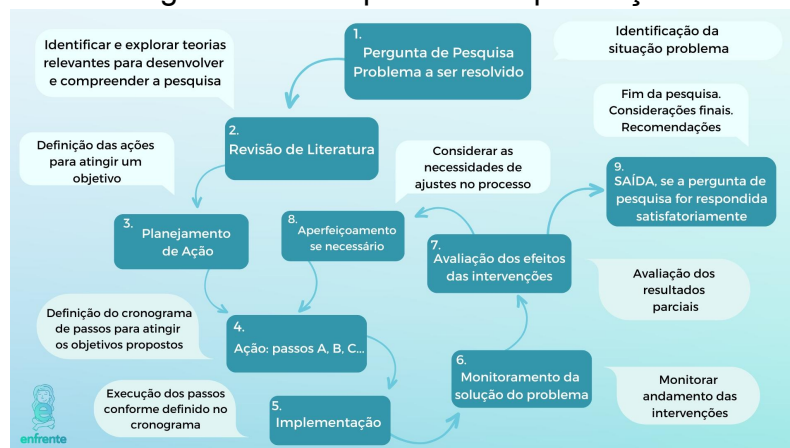 1.
Pergunta de Pesquisa
Problema a ser resolvido
Identificação da
situação problema
Identificar e explorar teorias
relevantes para desenvolver
e compreender a pesquisa
2.
Revisão de Literatura
Definição das ações
para atingir um
objetivo
3.
Planejamento
de Ação
Definição do cronograma
de passos para atingir
os objetivos propostos
4.
Ação: passos A, B, C...
Execução dos passos
conforme definido no
cronograma
5.
Implementação
6.
Monitoramento da
solução do problema
Monitorar
andamento das
intervenções
7.
Avaliação dos efeitos
das intervenções
Avaliação dos
resultados
parciais
8.
Aperfeiçoamento
se necessário
Considerar as
necessidades de
ajustes no processo
9.
SAÍDA, se a pergunta de
pesquisa for respondida
satisfatoriamente
Fim da pesquisa.
Considerações finais.
Recomendações
e
enfrente